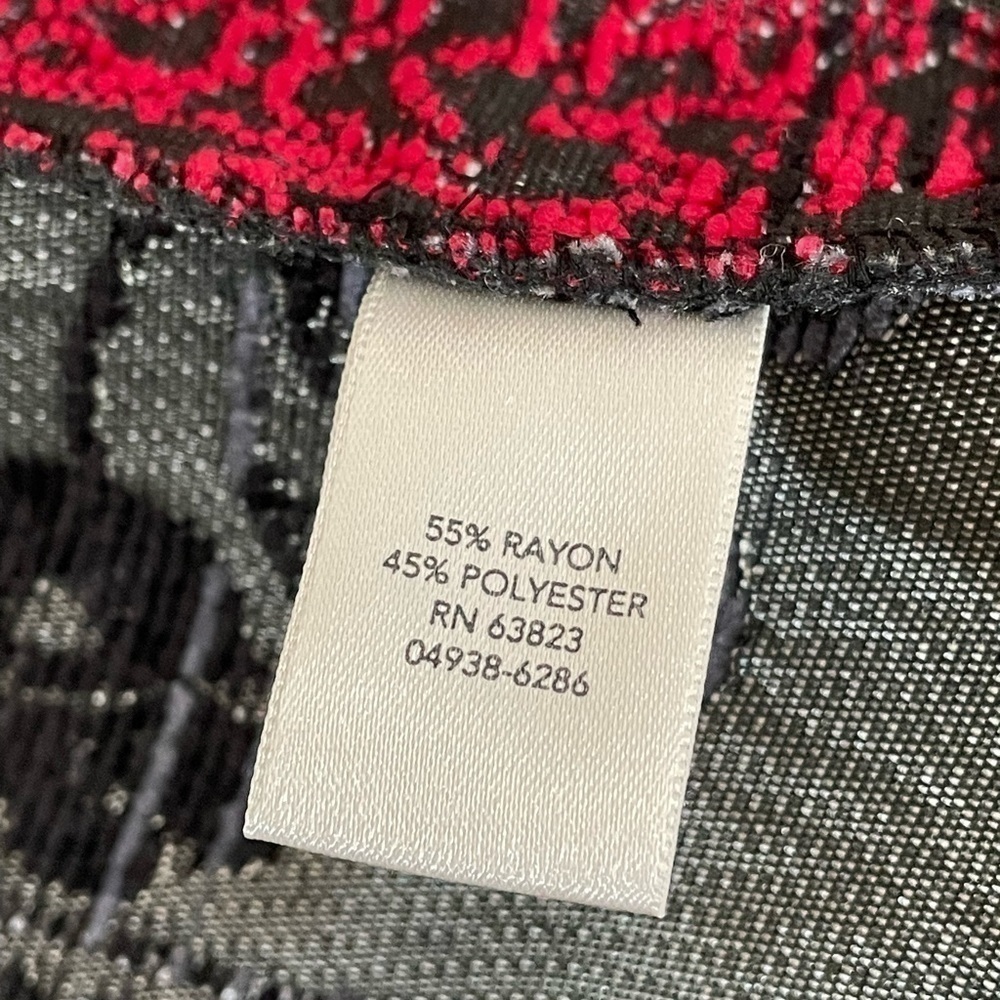 55% RAYON
45% POLYESTER
RN 63823
04938-6286